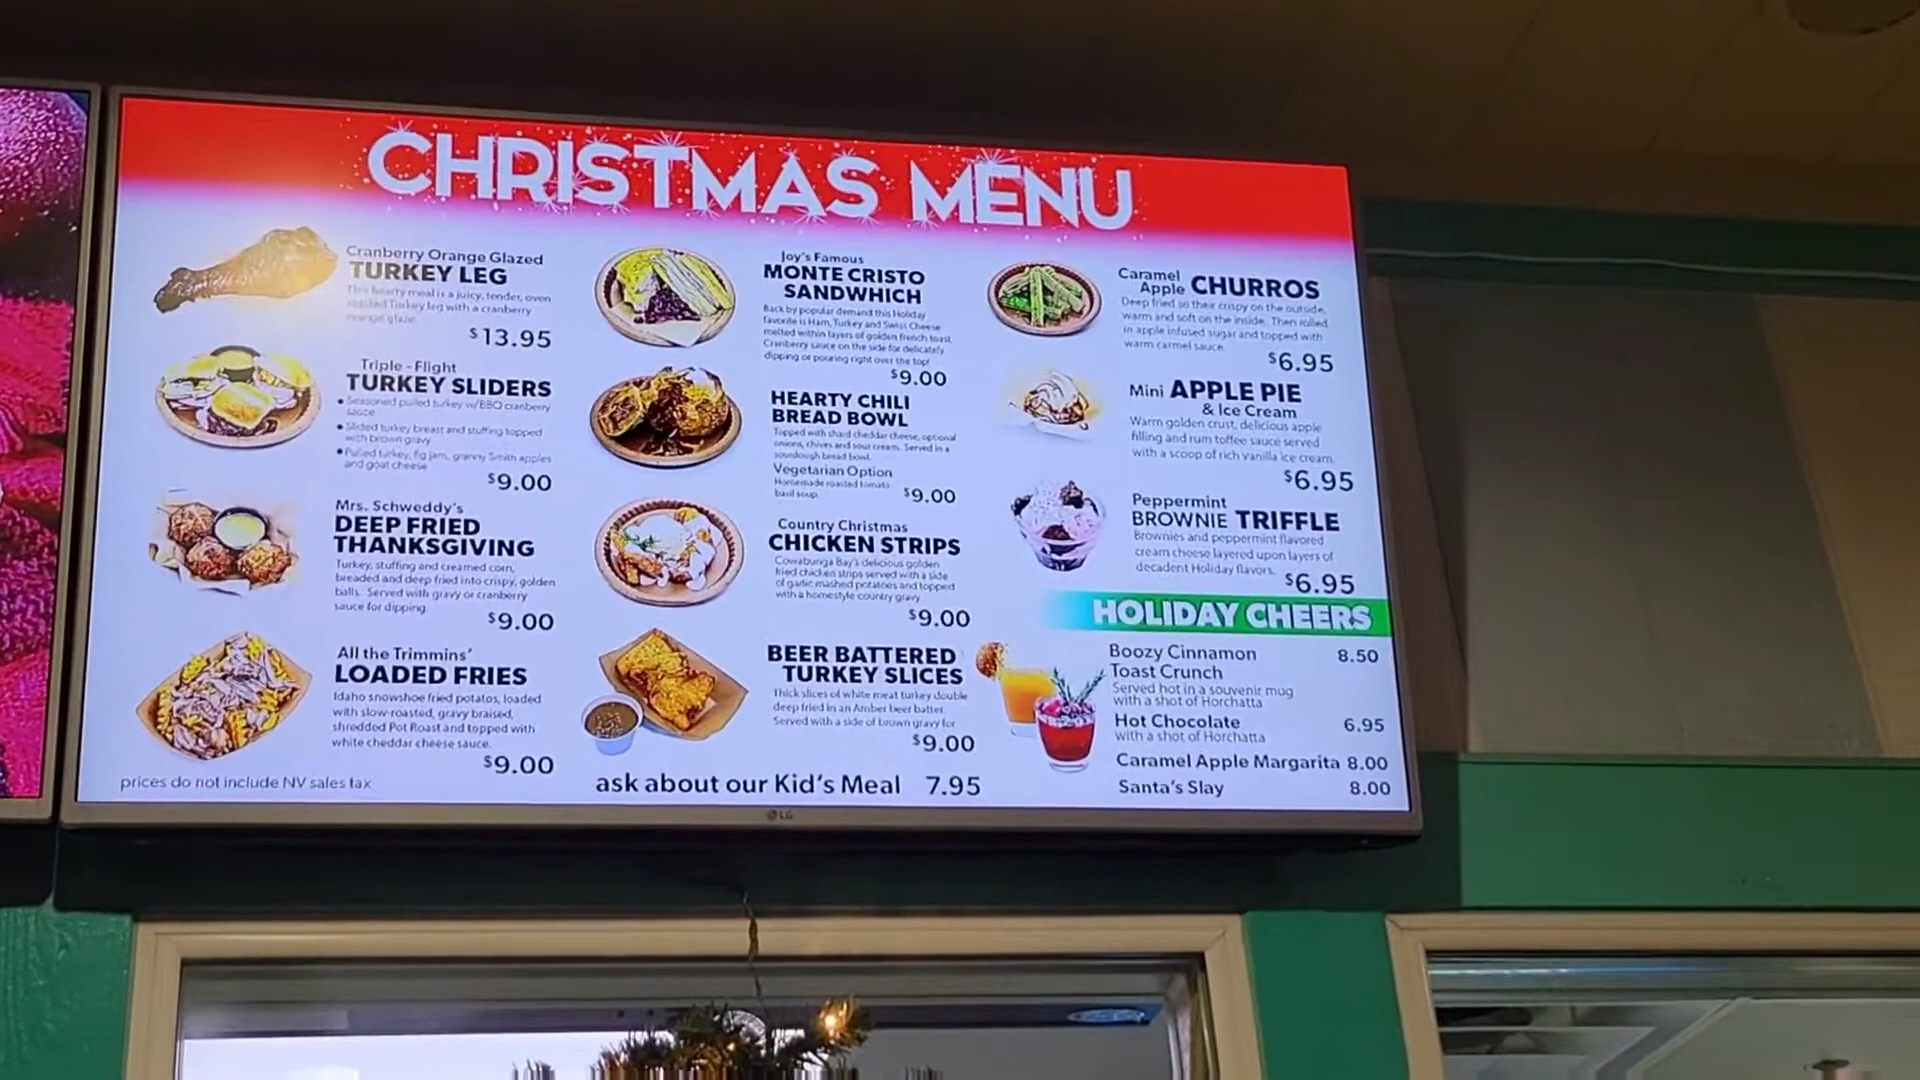 CHRISTMAS MENU
Cranberry Orange Glazed
TURKEY LEG
This hearty meal is a juicy, tender, oven
roasted Turkey leg with a cranberry
orange glaze.
$13.95
Triple - Flight
TURKEY SLIDERS
• Seasoned pulled turkey w/BBQ cranberry
sauce
• Slided turkey breast and stuffing topped
with brown gravy
• Pulled turkey, fig jam, granny Smith apples
and goat cheese
$9.00
Mrs. Schweddy's
DEEP FRIED
THANKSGIVING
Turkey, stuffing and creamed corn,
breaded and deep fried into crispy, golden
balls. Served with gravy or cranberry
sauce for dipping.
$9.00
All the Trimmins'
LOADED FRIES
Idaho snowshoe fried potatos, loaded
with slow roasted, gravy braised,
shredded Pot Roast and topped with
white cheddar cheese sauce.
$9.00
prices do not include NV sales tax
Joy's Famous
MONTE CRISTO
SANDWHICH
Back by popular demand this Holiday
favorite is Ham, Turkey and Swiss Cheese
melted within layers of golden french toast.
Cranberry sauce on the side for delicately
dipping or pouring right over the top!
$9.00
HEARTY CHILI
BREAD BOWL
Topped with shard cheddar cheese, optional
onions, chives and sour cream. Served in a
sourdough bread bowl.
Vegetarian Option
Homemade roasted tomato
basil soup.
$9.00
Country Christmas
CHICKEN STRIPS
Cowabunga Bay's delicious golden
fried chicken strips served with a side
of garlic mashed potatoes and topped
with a homestyle country gravy
$9.00
BEER BATTERED
TURKEY SLICES
Thick slices of white meat turkey double
deep fried in an Amber beer batter.
Served with a side of brown gravy for
$9.00
ask about our Kid's Meal 7.95
Caramel
Apple CHURROS
Deep fried so their crispy on the outside,
warm and soft on the inside. Then rolled
in apple infused sugar and topped with
warm carmel sauce.
$6.95
Mini APPLE PIE
& Ice Cream
Warm golden crust, delicious apple
filling and rum toffee sauce served
with a scoop of rich vanilla ice cream.
$6.95
Peppermint
BROWNIE TRIFFLE
Brownies and peppermint flavored
cream cheese layered upon layers of
decadent Holiday flavors.
$6.95
HOLIDAY CHEERS
Boozy Cinnamon 8.50
Toast Crunch
Served hot in a souvenir mug
with a shot of Horchatta
Hot Chocolate 6.95
with a shot of Horchatta
Caramel Apple Margarita 8.00
Santa's Slay 8.00
LG